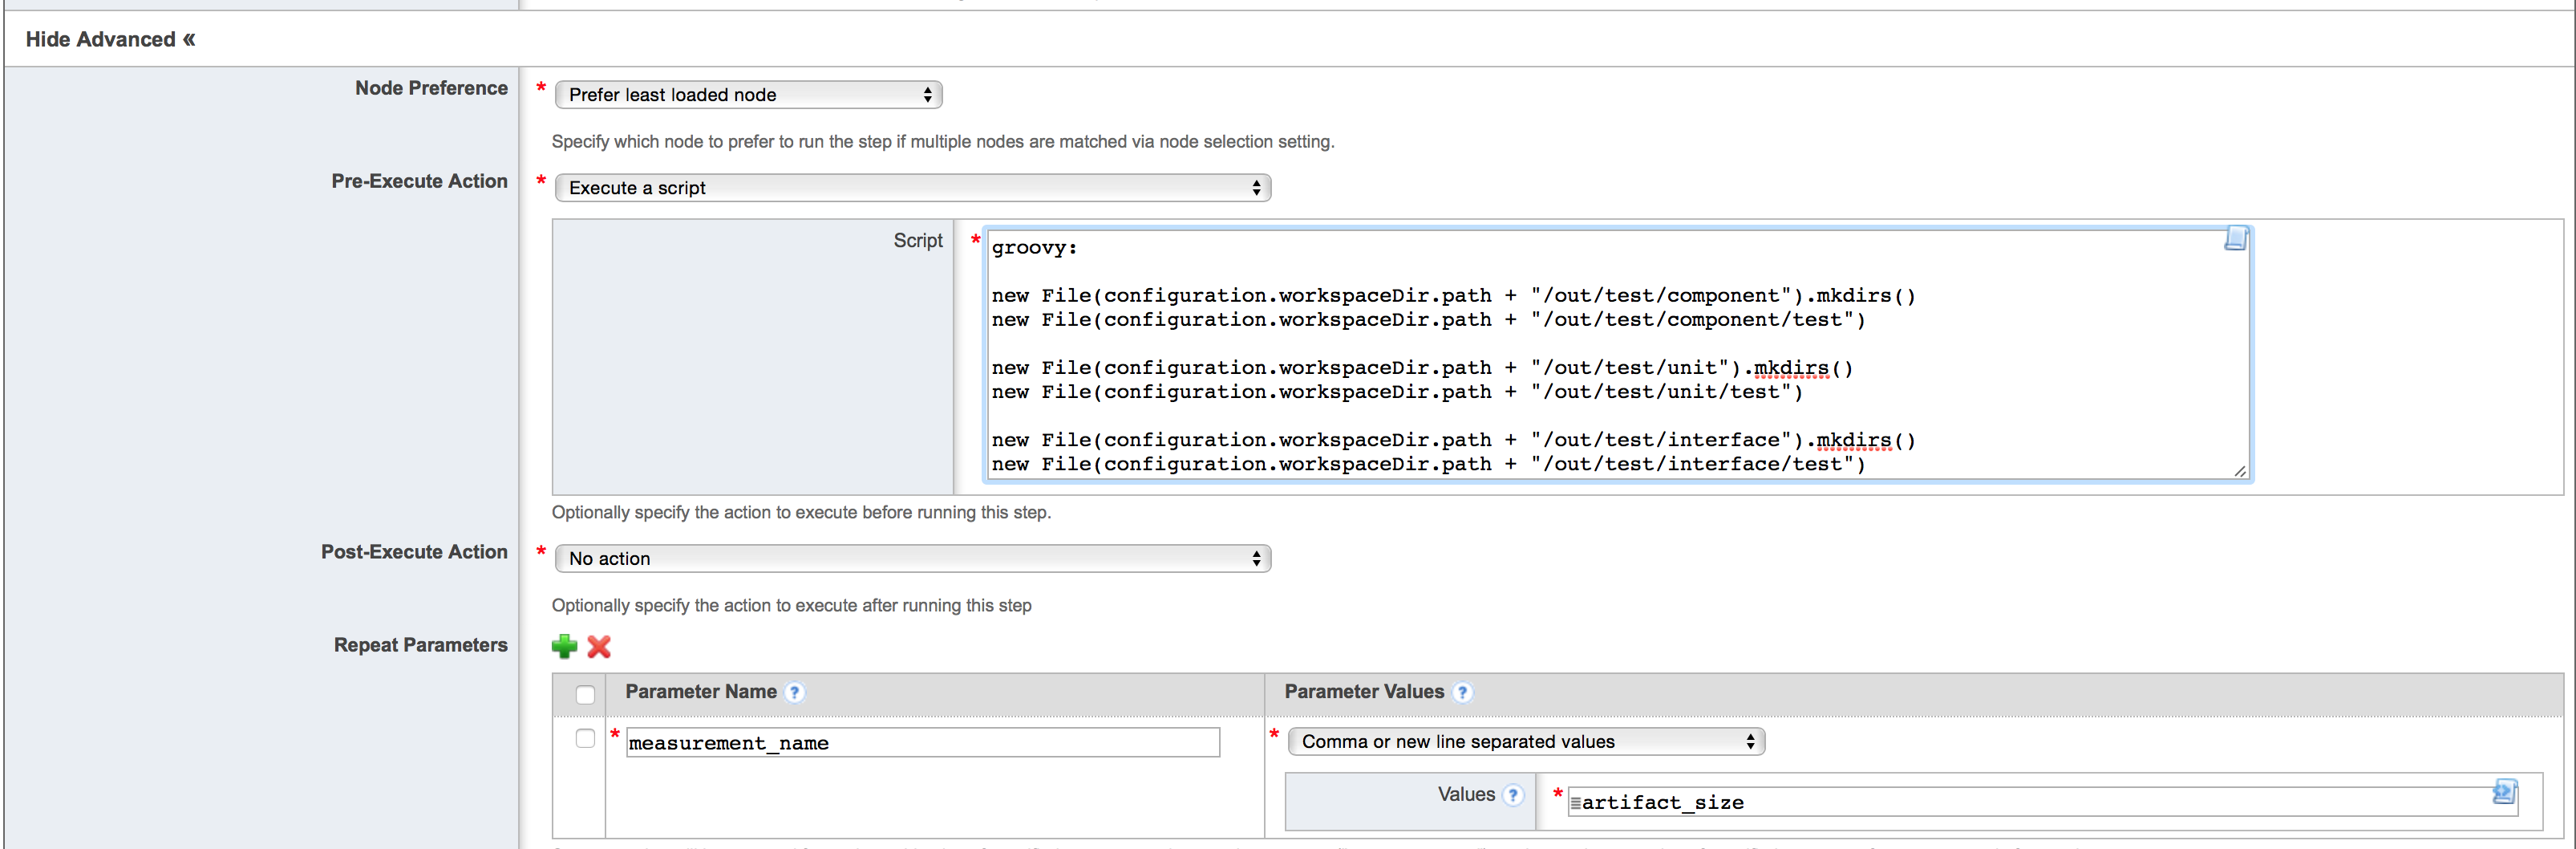 Hide Advanced «
Node Preference * Prefer least loaded node
Specify which node to prefer to run the step if multiple nodes are matched via node selection setting.
Pre-Execute Action * Execute a script
Script * groovy:
new File(configuration.workspaceDir.path + "/out/test/component").mkdirs()
new File(configuration.workspaceDir.path + "/out/test/component/test")
new File(configuration.workspaceDir.path + "/out/test/unit").mkdirs()
new File(configuration.workspaceDir.path + "/out/test/unit/test")
new File(configuration.workspaceDir.path + "/out/test/interface").mkdirs()
new File(configuration.workspaceDir.path + "/out/test/interface/test")
Optionally specify the action to execute before running this step.
Post-Execute Action * No action
Optionally specify the action to execute after running this step
Repeat Parameters
Parameter Name ? Parameter Values ?
* measurement_name * Comma or new line separated values
Values ? * artifact_size